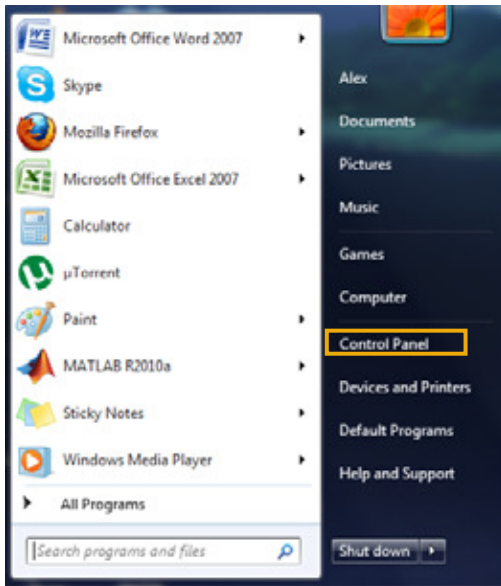 Microsoft Office Word 2007
Skype
Mozilla Firefox
Microsoft Office Excel 2007
Calculator
µTorrent
Paint
MATLAB R2010a
Sticky Notes
Windows Media Player
All Programs
Search programs and files
Alex
Documents
Pictures
Music
Games
Computer
Control Panel
Devices and Printers
Default Programs
Help and Support
Shut down